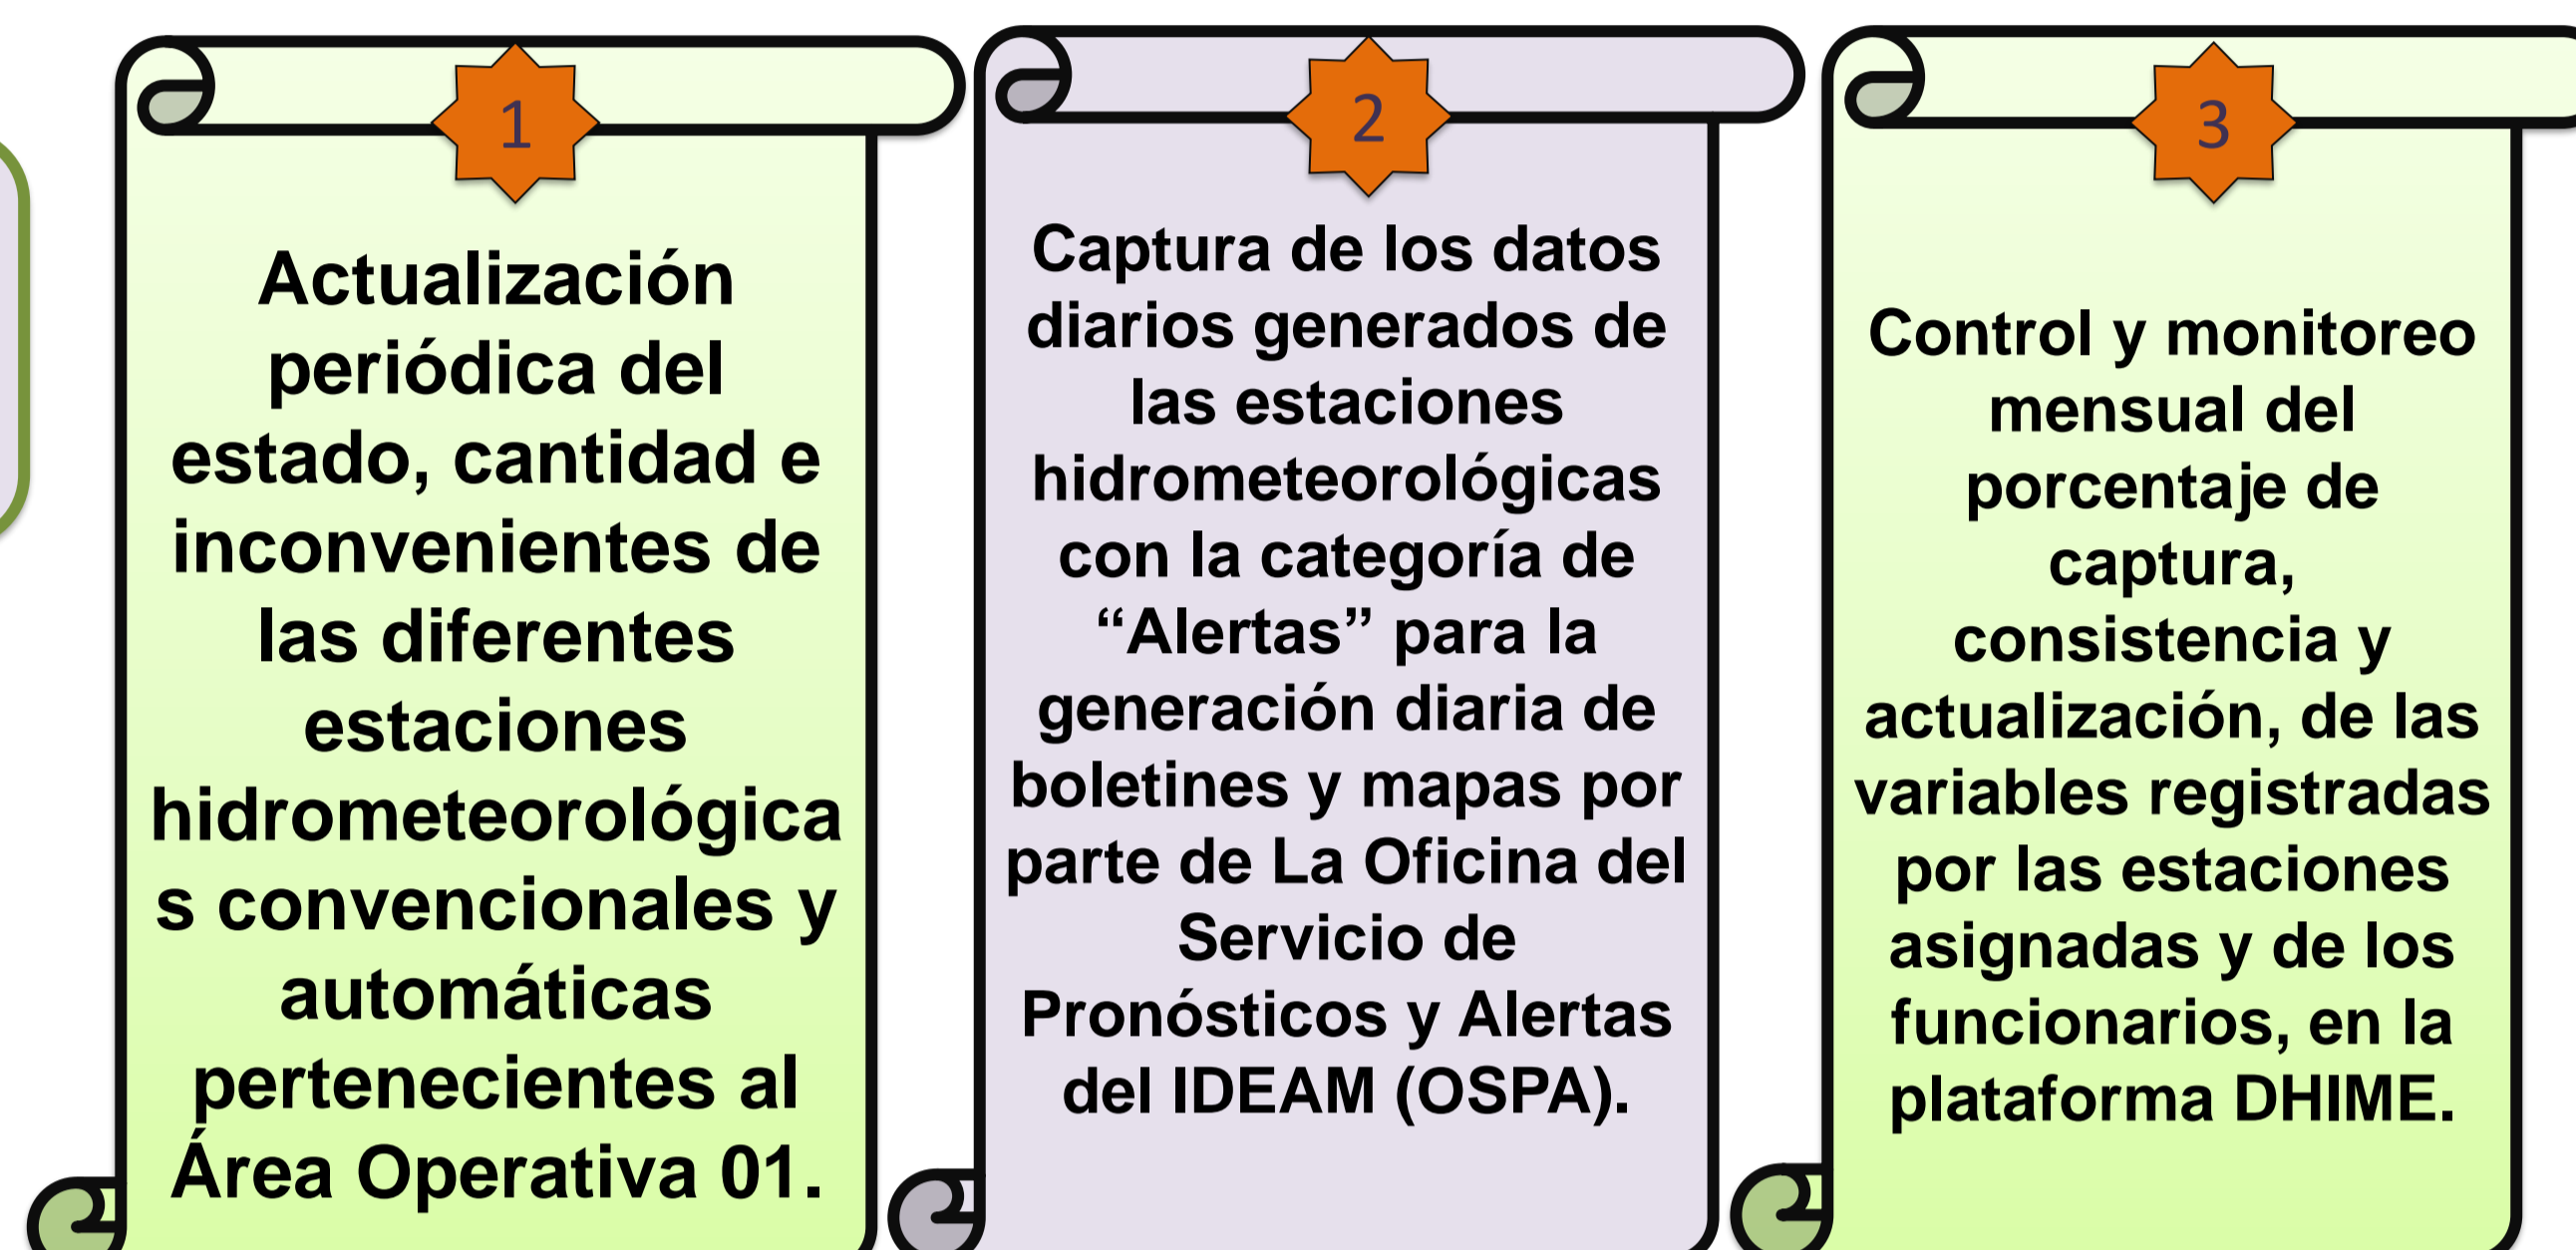 1
Actualización
periódica del
estado, cantidad e
inconvenientes de
las diferentes
estaciones
hidrometeorológica
s convencionales y
automáticas
pertenecientes al
Área Operativa 01.
2
Captura de los datos
diarios generados de
las estaciones
hidrometeorológicas
con la categoría de
“Alertas” para la
generación diaria de
boletines y mapas por
parte de La Oficina del
Servicio de
Pronósticos y Alertas
del IDEAM (OSPA).
3
Control y monitoreo
mensual del
porcentaje de
captura,
consistencia y
actualización, de las
variables registradas
por las estaciones
asignadas y de los
funcionarios, en la
plataforma DHIME.